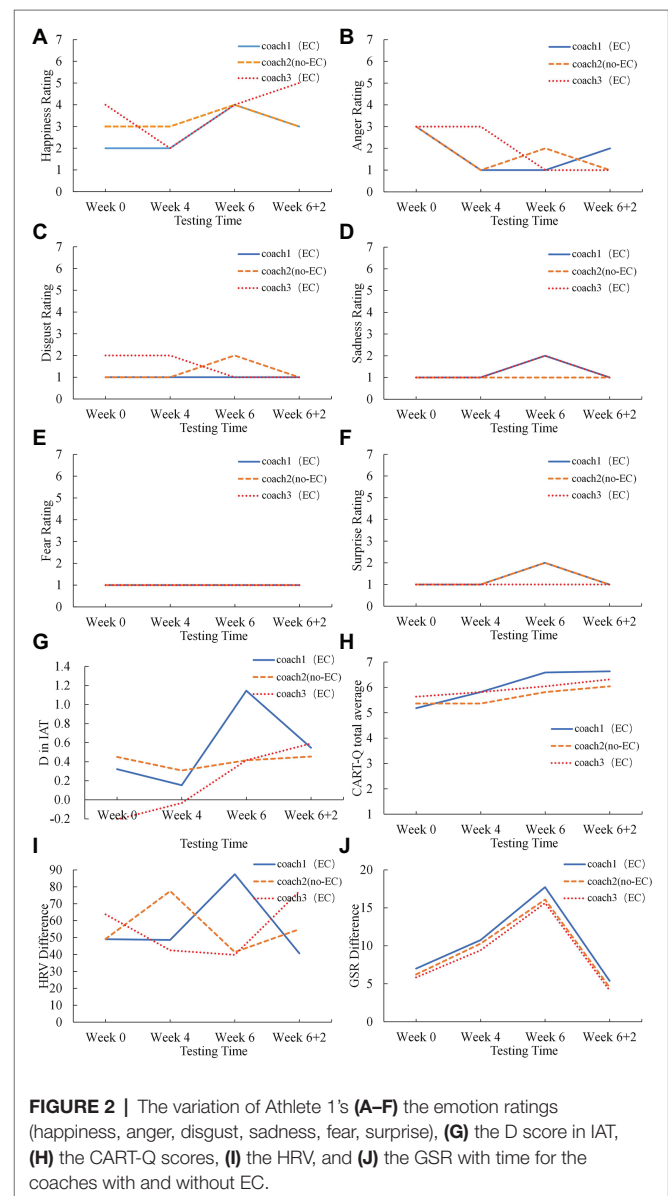 A
7
6
5
4
3
2
1
Happiness Rating
coach1 (EC)
coach2(no-EC)
coach3 (EC)
Week 0 Week 4 Week 6 Week 6+2
Testing Time
B
7
6
5
4
3
2
1
Anger Rating
coach1 (EC)
coach2(no-EC)
coach3 (EC)
Week 0 Week 4 Week 6 Week 6+2
Testing Time
C
7
6
5
4
3
2
1
Disgust Rating
coach1 (EC)
coach2(no-EC)
coach3 (EC)
Week 0 Week 4 Week 6 Week 6+2
Testing Time
D
7
6
5
4
3
2
1
Sadness Rating
coach1 (EC)
coach2(no-EC)
coach3 (EC)
Week 0 Week 4 Week 6 Week 6+2
Testing Time
E
7
6
5
4
3
2
1
Fear Rating
coach1 (EC)
coach2(no-EC)
coach3 (EC)
Week 0 Week 4 Week 6 Week 6+2
Testing Time
F
7
6
5
4
3
2
1
Surprise Rating
coach1 (EC)
coach2(no-EC)
coach3 (EC)
Week 0 Week 4 Week 6 Week 6+2
Testing Time
G
1.4
1.2
1.0
0.8
0.6
0.4
0.2
0.0
-0.2
D in IAT
coach1 (EC)
coach2(no-EC)
coach3 (EC)
Week 0 Week 4 Week 6 Week 6+2
Testing Time
H
7
6
5
4
3
2
1
CART-Q total average
coach1 (EC)
coach2(no-EC)
coach3 (EC)
Week 0 Week 4 Week 6 Week 6+2
Testing Time
I
90
80
70
60
50
40
30
20
10
0
HRV Difference
coach1 (EC)
coach2(no-EC)
coach3 (EC)
Week 0 Week 4 Week 6 Week 6+2
Testing Time
J
20
15
10
5
0
GSR Difference
coach1 (EC)
coach2(no-EC)
coach3 (EC)
Week 0 Week 4 Week 6 Week 6+2
Testing Time
FIGURE 2 | The variation of Athlete 1's (A–F) the emotion ratings
(happiness, anger, disgust, sadness, fear, surprise), (G) the D score in IAT,
(H) the CART-Q scores, (I) the HRV, and (J) the GSR with time for the
coaches with and without EC.